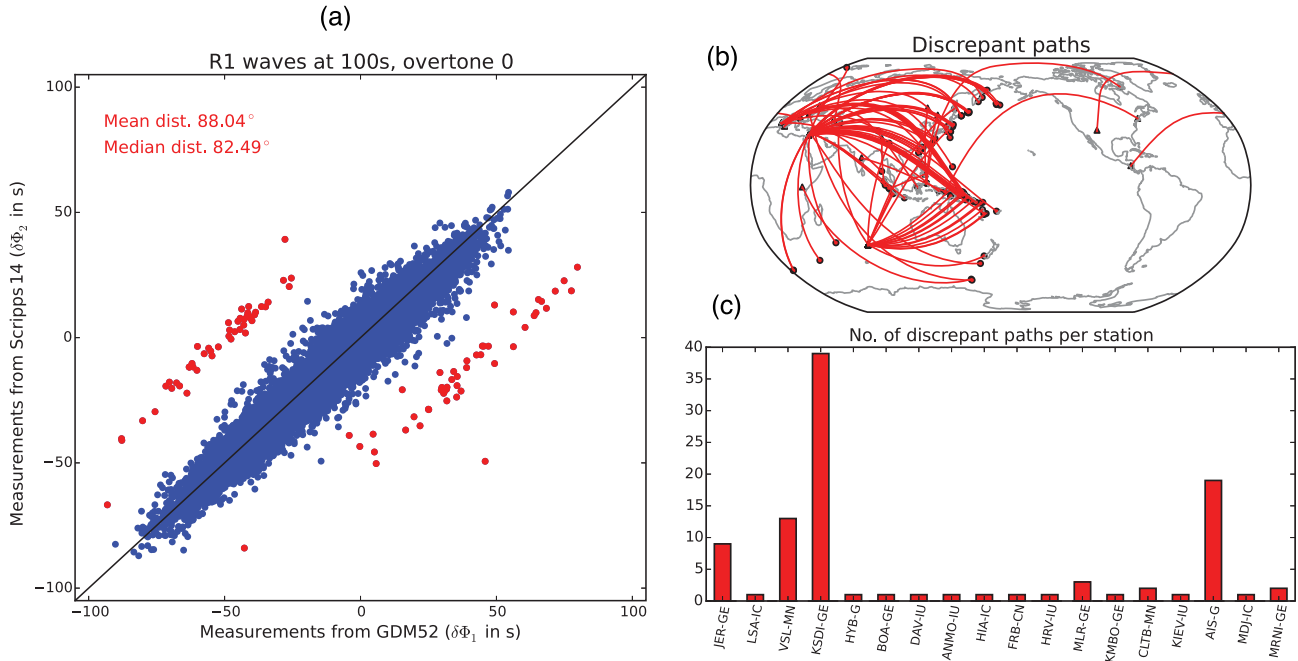 (a)
R1 waves at 100s, overtone 0
Mean dist. 88.04°
Median dist. 82.49°
100
50
0
−50
−100
−100
−50
0
50
100
Measurements from Scripps 14 (δΦ₂ in s)
Measurements from GDM52 (δΦ₁ in s)
(b)
Discrepant paths
(c)
No. of discrepant paths per station
40
35
30
25
20
15
10
5
0
JER-GE
LSA-IC
VSL-MN
KSDI-GE
HYB-G
BOA-GE
DAV-IU
ANMO-IU
HIA-IC
FRB-CN
HRV-IU
MLR-GE
KMBO-GE
CLTB-MN
KIEV-IU
AIS-G
MDJ-IC
MRNI-GE